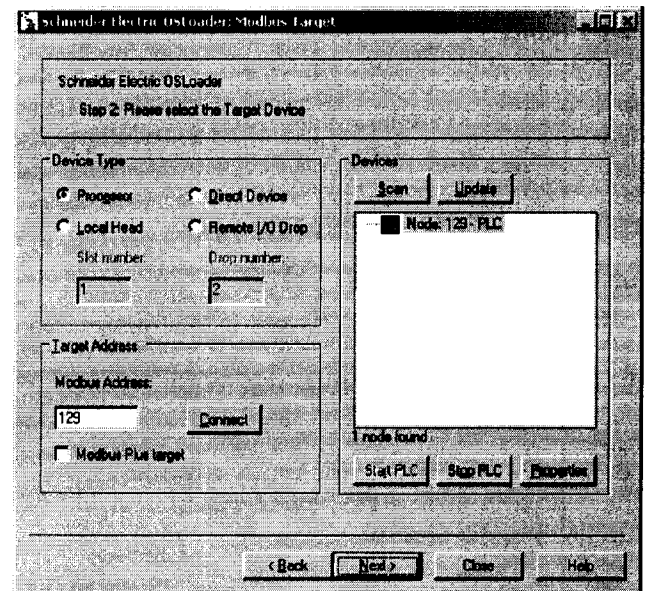 Schneider Electric OSLoader: Modbus Target
Schneider Electric OSLoader
Step 2: Please select the Target Device
Device Type
Processor
Direct Device
Local Head
Remote I/O Drop
Slot number:
Drop number:
1
2
Target Address
Modbus Address:
129
Connect
Modbus Plus target
Devices
Scan
Update
Node: 129 - PLC
1 node found
Start PLC
Stop PLC
Properties
< Back
Next >
Close
Help